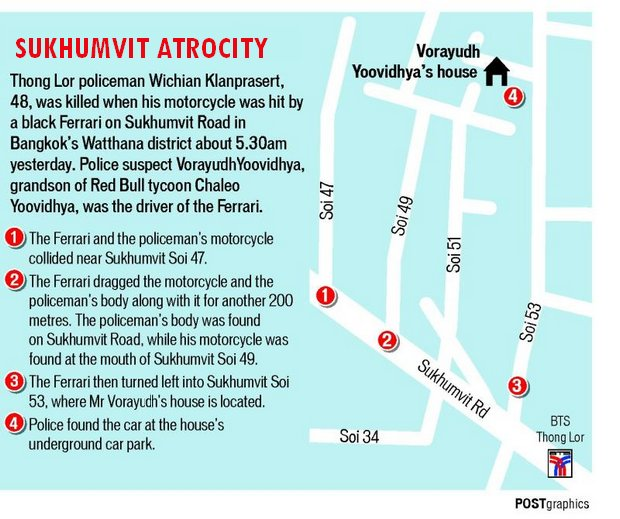 SUKHUMVIT ATROCITY
Thong Lor policeman Wichian Klanprasert,
48, was killed when his motorcycle was hit by
a black Ferrari on Sukhumvit Road in
Bangkok's Watthana district about 5.30am
yesterday. Police suspect VorayudhYoovidhya,
grandson of Red Bull tycoon Chaleo
Yoovidhya, was the driver of the Ferrari.
1 The Ferrari and the policeman's motorcycle
collided near Sukhumvit Soi 47.
2 The Ferrari dragged the motorcycle and the
policeman's body along with it for another 200
metres. The policeman's body was found
on Sukhumvit Road, while his motorcycle was
found at the mouth of Sukhumvit Soi 49.
3 The Ferrari then turned left into Sukhumvit Soi
53, where Mr Vorayudh's house is located.
4 Police found the car at the house's
underground car park.
Vorayudh
Yoovidhya's house
4
Soi 47
Soi 49
Soi 51
Soi 53
1
2
3
Sukhumvit Rd
Soi 34
BTS
Thong Lor
POSTgraphics